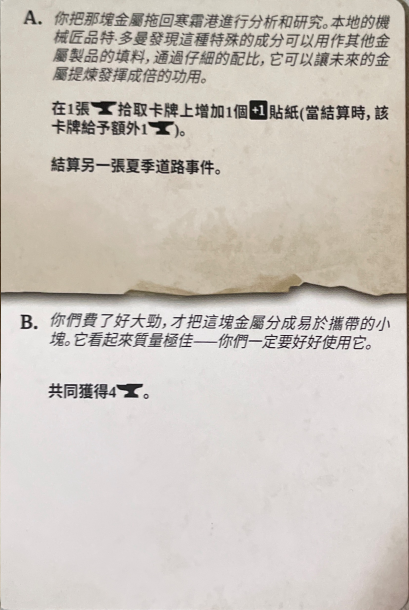 A. 你把那塊金屬拖回寒霜港進行分析和研究。本地的機
械匠品特·多曼發現這種特殊的成分可以用作其他金
屬製品的填料，通過仔細的配比，它可以讓未來的金
屬提煉發揮成倍的功用。
在1張拾取卡牌上增加1個+1貼紙(當結算時，該
卡牌給予額外1)。
結算另一張夏季道路事件。
B. 你們費了好大勁，才把這塊金屬分成易於攜帶的小
塊。它看起來質量極佳——你們一定要好好使用它。
共同獲得4。